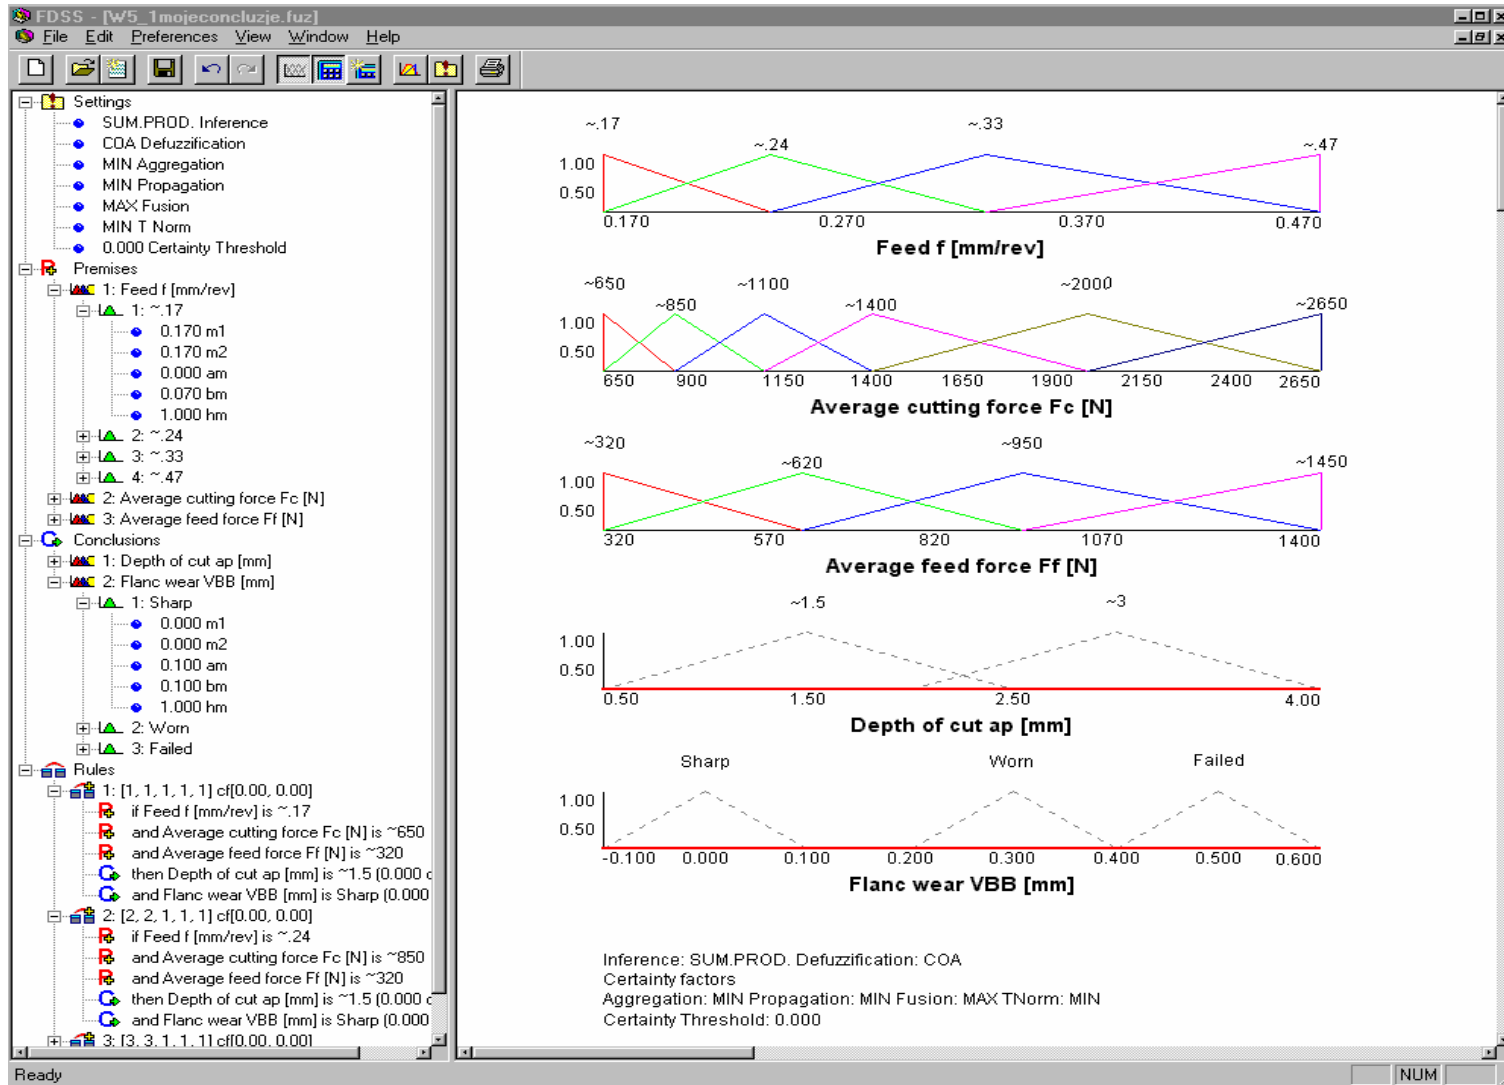 FDSS - [W5_1mojeconcluzje.fuz]
File Edit Preferences View Window Help
Settings
SUM.PROD. Inference
COA Defuzzification
MIN Aggregation
MIN Propagation
MAX Fusion
MIN T Norm
0.000 Certainty Threshold
Premises
1: Feed f [mm/rev]
1: ~.17
0.170 m1
0.170 m2
0.000 am
0.070 bm
1.000 hm
2: ~.24
3: ~.33
4: ~.47
2: Average cutting force Fc [N]
3: Average feed force Ff [N]
Conclusions
1: Depth of cut ap [mm]
2: Flanc wear VBB [mm]
1: Sharp
0.000 m1
0.000 m2
0.100 am
0.100 bm
1.000 hm
2: Worn
3: Failed
Rules
1: [1, 1, 1, 1, 1] cf[0.00, 0.00]
if Feed f [mm/rev] is ~.17
and Average cutting force Fc [N] is ~650
and Average feed force Ff [N] is ~320
then Depth of cut ap [mm] is ~1.5 (0.000 c
and Flanc wear VBB [mm] is Sharp (0.000
2: [2, 2, 1, 1, 1] cf[0.00, 0.00]
if Feed f [mm/rev] is ~.24
and Average cutting force Fc [N] is ~850
and Average feed force Ff [N] is ~320
then Depth of cut ap [mm] is ~1.5 (0.000 c
and Flanc wear VBB [mm] is Sharp (0.000
3: [3, 3, 1, 1, 1] cf[0.00, 0.00]
~.17 ~.24 ~.33 ~.47
1.00
0.50
0.170 0.270 0.370 0.470
Feed f [mm/rev]
~650 ~850 ~1100 ~1400 ~2000 ~2650
1.00
0.50
650 900 1150 1400 1650 1900 2150 2400 2650
Average cutting force Fc [N]
~320 ~620 ~950 ~1450
1.00
0.50
320 570 820 1070 1400
Average feed force Ff [N]
~1.5 ~3
1.00
0.50
0.50 1.50 2.50 4.00
Depth of cut ap [mm]
Sharp Worn Failed
1.00
0.50
-0.100 0.000 0.100 0.200 0.300 0.400 0.500 0.600
Flanc wear VBB [mm]
Inference: SUM.PROD. Defuzzification: COA
Certainty factors
Aggregation: MIN Propagation: MIN Fusion: MAX TNorm: MIN
Certainty Threshold: 0.000
Ready NUM